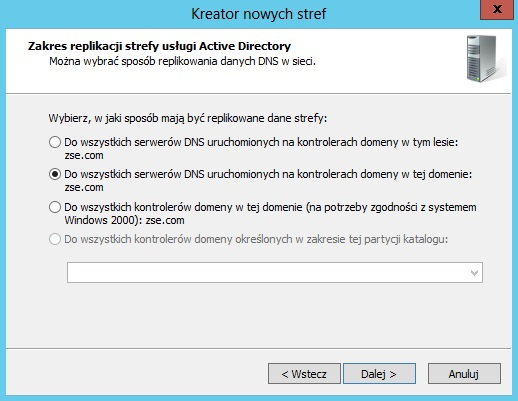 Kreator nowych stref
x
Zakres replikacji strefy usługi Active Directory
Można wybrać sposób replikowania danych DNS w sieci.
Wybierz, w jaki sposób mają być replikowane dane strefy:
Do wszystkich serwerów DNS uruchomionych na kontrolerach domeny w tym lesie:
zse.com
Do wszystkich serwerów DNS uruchomionych na kontrolerach domeny w tej domenie:
zse.com
Do wszystkich kontrolerów domeny w tej domenie (na potrzeby zgodności z systemem
Windows 2000): zse.com
Do wszystkich kontrolerów domeny określonych w zakresie tej partycji katalogu:
< Wstecz
Dalej >
Anuluj